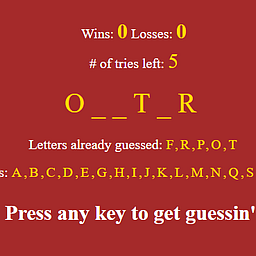 Wins: 0 Losses: 0
# of tries left: 5
O _ _ T _ R
Letters already guessed: F,R,P,O,T
s: A,B,C,D,E,G,H,I,J,K,L,M,N,Q,S
Press any key to get guessin'